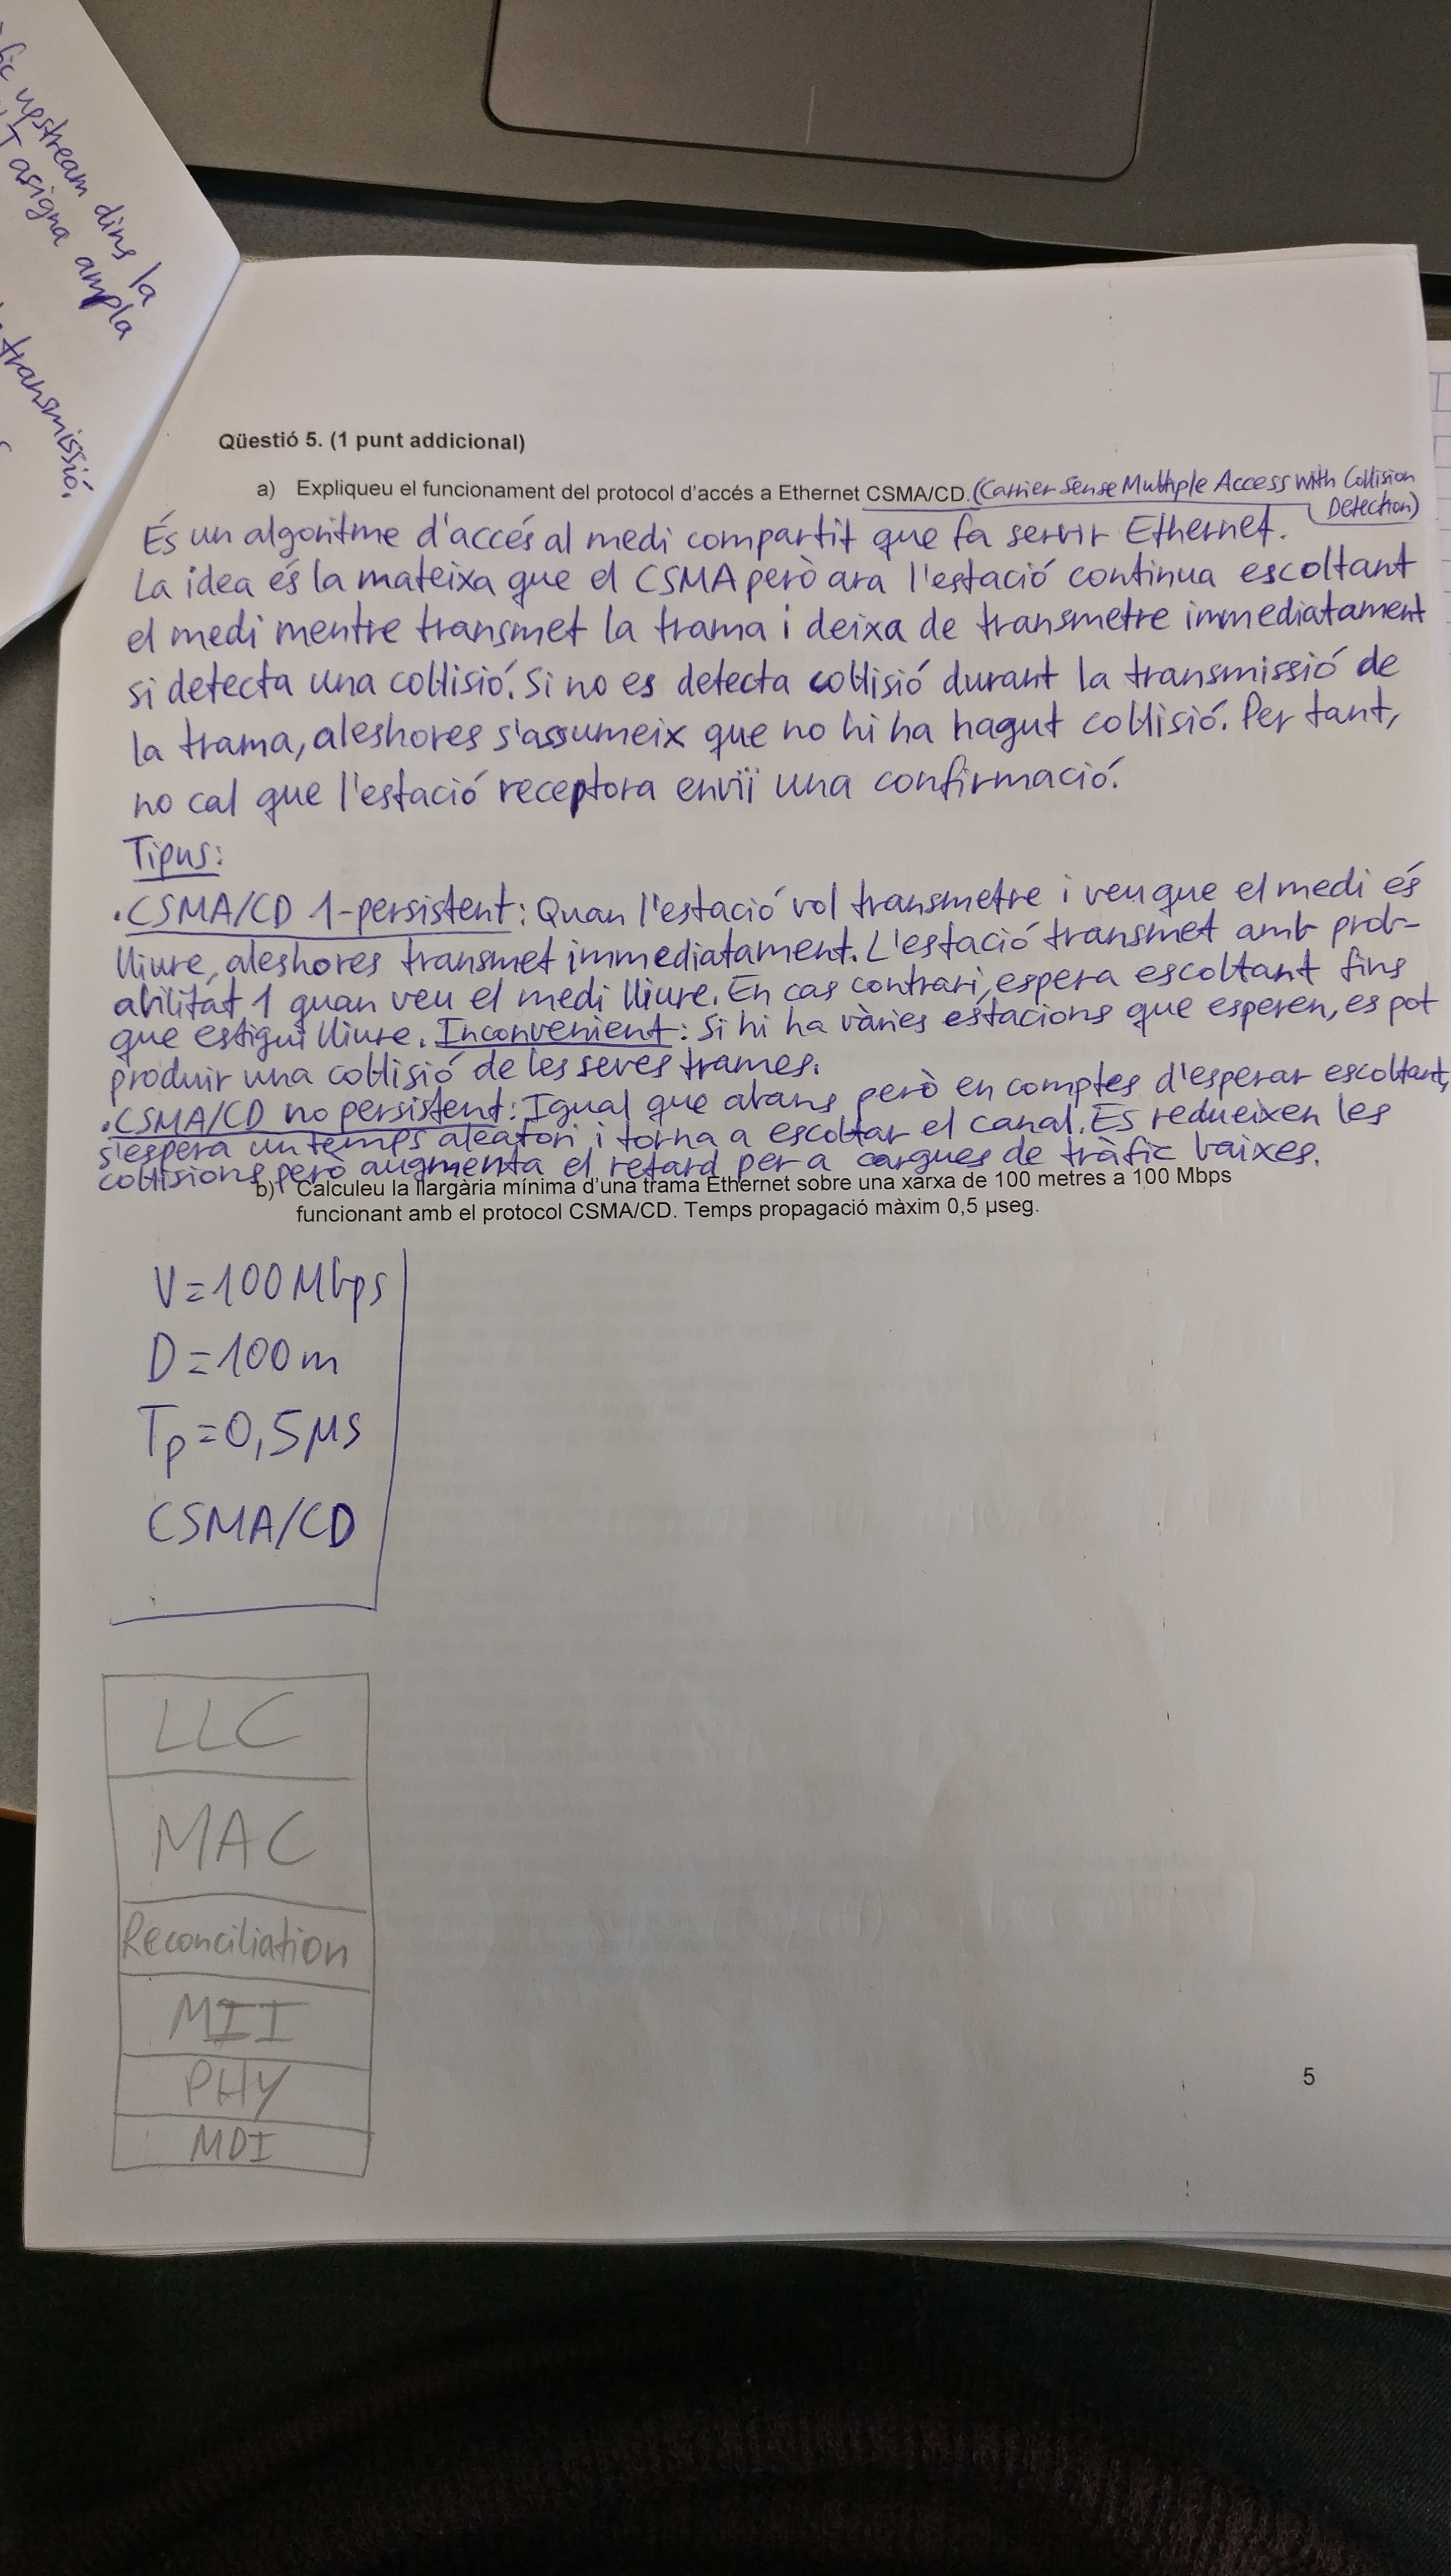 fic upstream dins la
T asigna ampla
transmissió.
Qüestió 5. (1 punt addicional)
a) Expliqueu el funcionament del protocol d'accés a Ethernet CSMA/CD. (Carrier Sense Multiple Access with Collision
Detection)
És un algoritme d'accés al medi compartit que fa servir Ethernet.
La idea és la mateixa que el CSMA però ara l'estació continua escoltant
el medi mentre transmet la trama i deixa de transmetre immediatament
si detecta una col·lisió. Si no es detecta col·lisió durant la transmissió de
la trama, aleshores s'assumeix que no hi ha hagut col·lisió. Per tant,
no cal que l'estació receptora enviï una confirmació.
Tipus:
· CSMA/CD 1-persistent: Quan l'estació vol transmetre i veu que el medi és
lliure, aleshores transmet immediatament. L'estació transmet amb prob-
abilitat 1 quan veu el medi lliure. En cas contrari, espera escoltant fins
que estigui lliure. Inconvenient: Si hi ha vàries estacions que esperen, es pot
produir una col·lisió de les seves trames.
· CSMA/CD no persistent: Igual que abans però en comptes d'esperar escoltant,
s'espera un temps aleatori i torna a escoltar el canal. Es redueixen les
col·lisions però augmenta el retard per a cargues de tràfic baixes.
b) Calculeu la llargària mínima d'una trama Ethernet sobre una xarxa de 100 metres a 100 Mbps
funcionant amb el protocol CSMA/CD. Temps propagació màxim 0,5 µseg.
V=100Mbps
D=100m
Tp=0,5µs
CSMA/CD
LLC
MAC
Reconciliation
MII
PHY
MDI
5